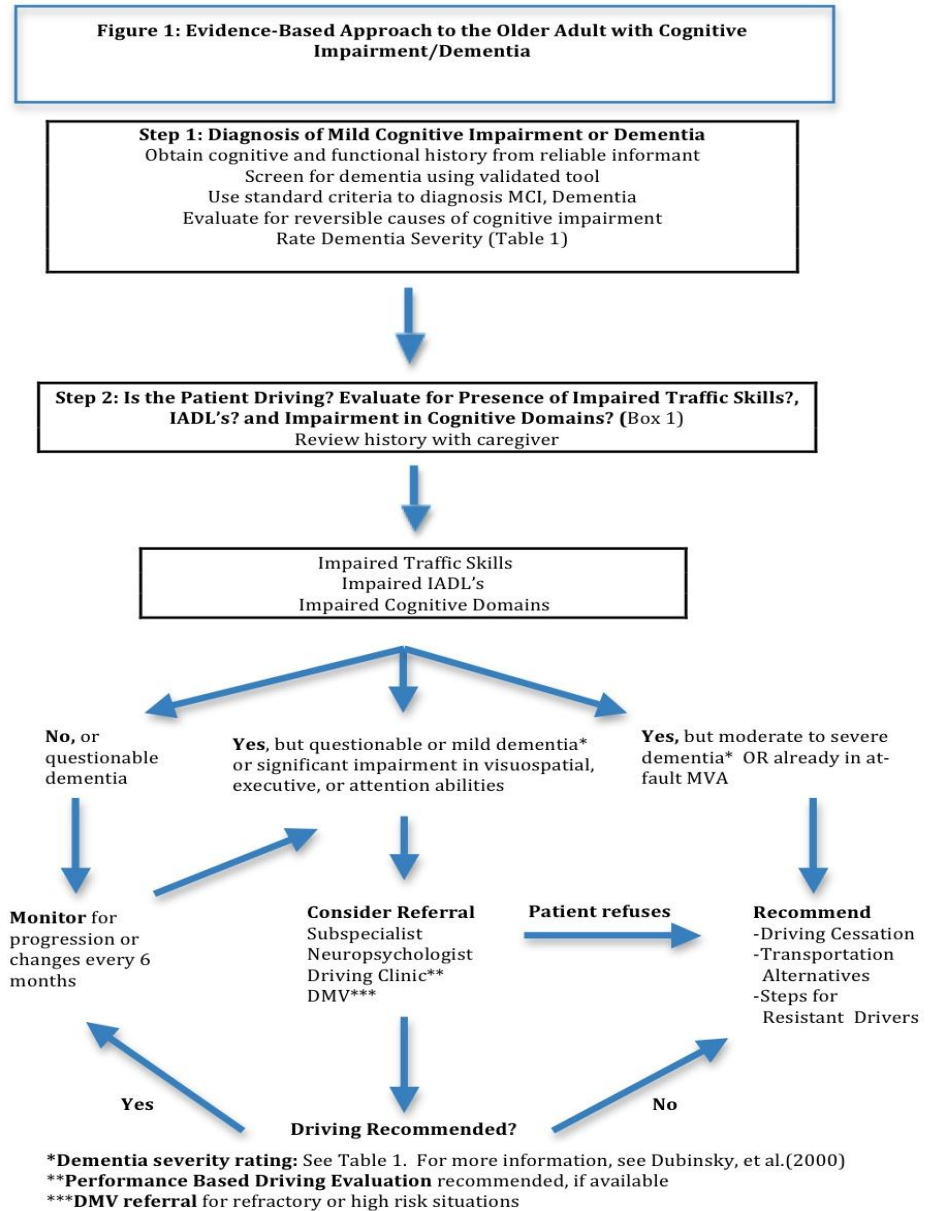 Figure 1: Evidence-Based Approach to the Older Adult with Cognitive
Impairment/Dementia
Step 1: Diagnosis of Mild Cognitive Impairment or Dementia
Obtain cognitive and functional history from reliable informant
Screen for dementia using validated tool
Use standard criteria to diagnosis MCI, Dementia
Evaluate for reversible causes of cognitive impairment
Rate Dementia Severity (Table 1)
Step 2: Is the Patient Driving? Evaluate for Presence of Impaired Traffic Skills?,
IADL's? and Impairment in Cognitive Domains? (Box 1)
Review history with caregiver
Impaired Traffic Skills
Impaired IADL's
Impaired Cognitive Domains
No, or
questionable
dementia
Yes, but questionable or mild dementia*
or significant impairment in visuospatial,
executive, or attention abilities
Yes, but moderate to severe
dementia* OR already in at-
fault MVA
Monitor for
progression or
changes every 6
months
Consider Referral
Subspecialist
Neuropsychologist
Driving Clinic**
DMV***
Patient refuses
Recommend
-Driving Cessation
-Transportation
Alternatives
-Steps for
Resistant Drivers
Yes
No
Driving Recommended?
*Dementia severity rating: See Table 1. For more information, see Dubinsky, et al.(2000)
**Performance Based Driving Evaluation recommended, if available
***DMV referral for refractory or high risk situations